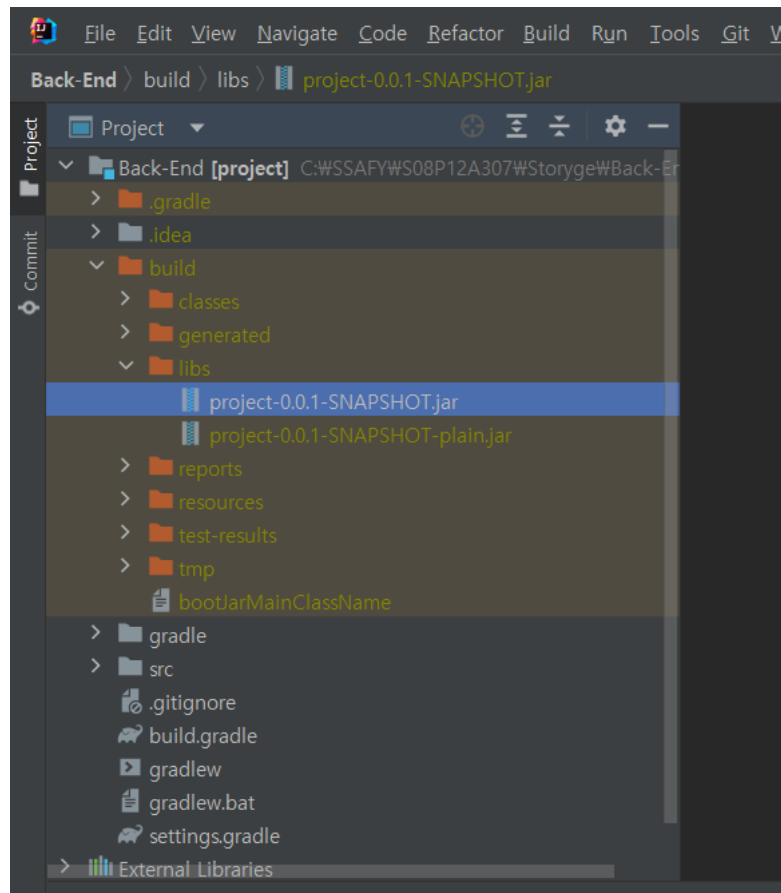 File Edit View Navigate Code Refactor Build Run Tools Git
Back-End 〉 build 〉 libs 〉 project-0.0.1-SNAPSHOT.jar
Project
Commit
Project
Back-End [project] C:₩SSAFY₩S08P12A307₩Storyge₩Back-
.gradle
.idea
build
classes
generated
libs
project-0.0.1-SNAPSHOT.jar
project-0.0.1-SNAPSHOT-plain.jar
reports
resources
test-results
tmp
bootJarMainClassName
gradle
src
.gitignore
build.gradle
gradlew
gradlew.bat
settings.gradle
External Libraries